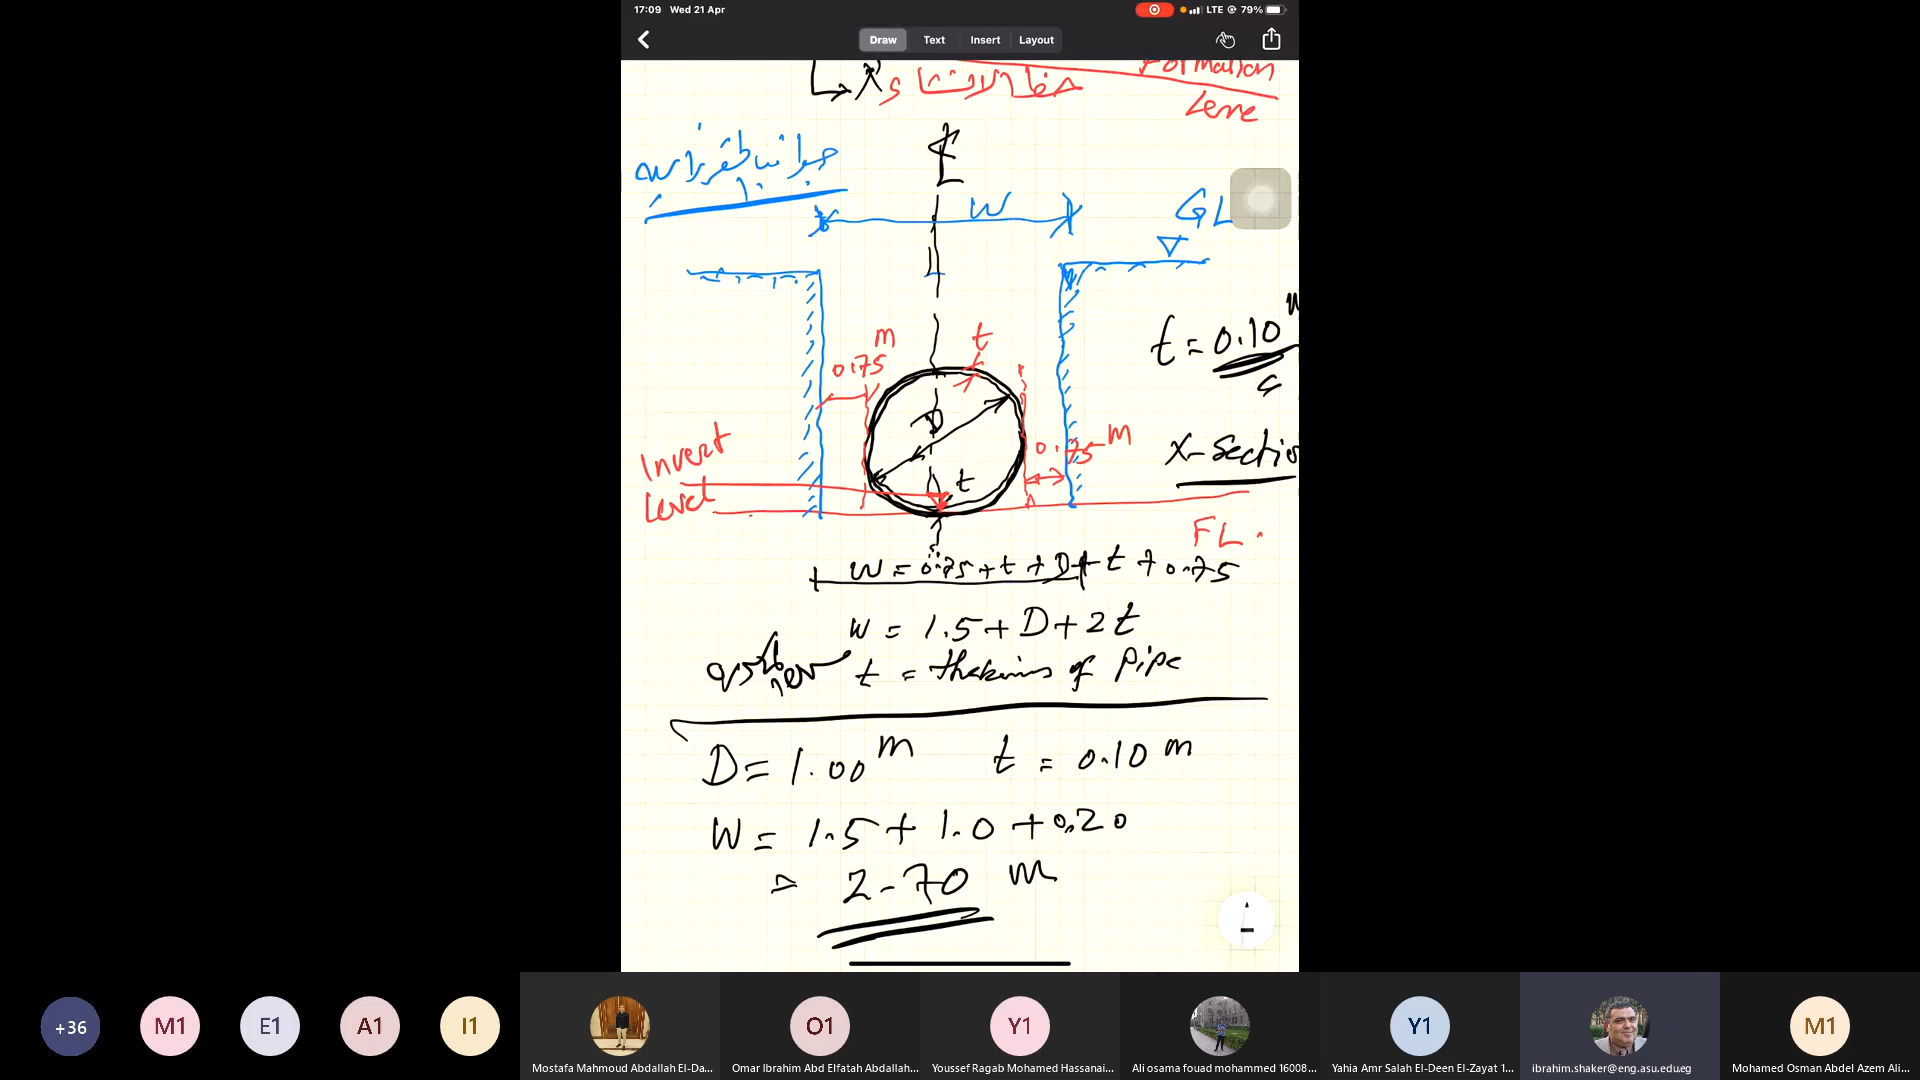 17:09 Wed 21 Apr
LTE 79%
Draw Text Insert Layout
Formation
Leve
℄
W
GL
m
t
0.75
t = 0.10
D
m
0.75
Invert
Level
t
X-Sectio
FL
W = 0.75 + t + D + t + 0.75
W = 1.5 + D + 2t
t = of Pipe
D = 1.00 m t = 0.10 m
W = 1.5 + 1.0 + 0.20
= 2.70 m
+36 M1 E1 A1 I1 O1 Y1 Y1 M1
Mostafa Mahmoud Abdallah El-Da... Omar Ibrahim Abd Elfatah Abdallah... Youssef Ragab Mohamed Hassanai... Ali osama fouad mohammed 16008... Yahia Amr Salah El-Deen El-Zayat 1... ibrahim.shaker@eng.asu.edu.eg Mohamed Osman Abdel Azem Ali...